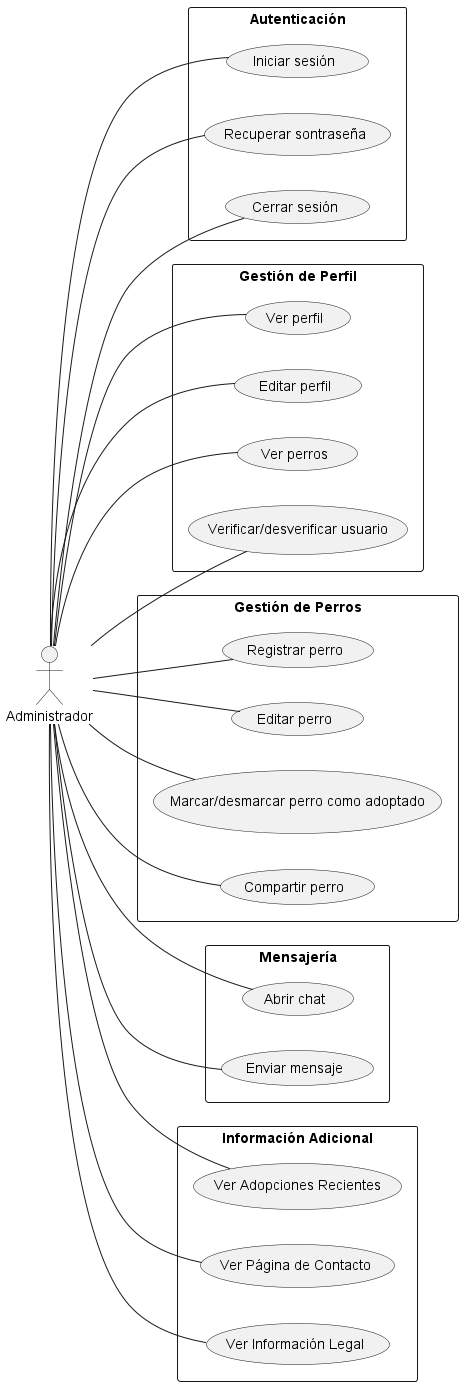 Autenticación
Iniciar sesión
Recuperar sontraseña
Cerrar sesión
Gestión de Perfil
Ver perfil
Editar perfil
Ver perros
Verificar/desverificar usuario
Gestión de Perros
Registrar perro
Administrador
Editar perro
Marcar/desmarcar perro como adoptado
Compartir perro
Mensajería
Abrir chat
Enviar mensaje
Información Adicional
Ver Adopciones Recientes
Ver Página de Contacto
Ver Información Legal